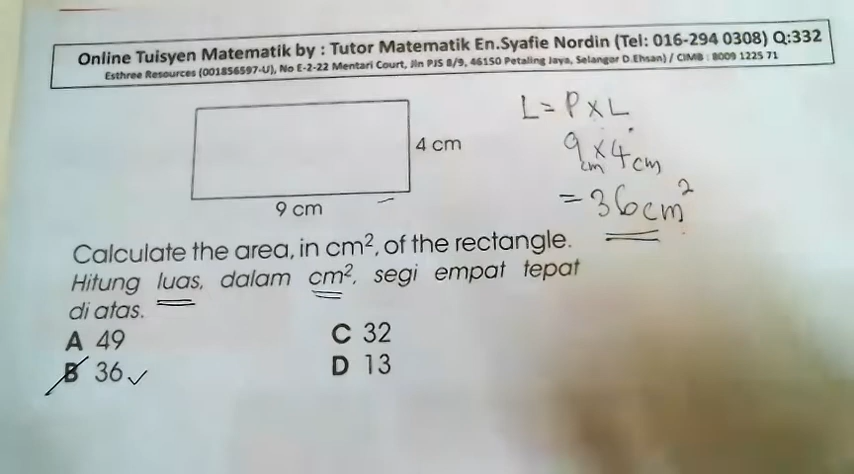 Online Tuisyen Matematik by : Tutor Matematik En.Syafie Nordin (Tel: 016-294 0308) Q:332
Esthree Resources (001856597-U), No E-2-22 Mentari Court, Jln PJS 8/9, 46150 Petaling Jaya, Selangor D.Ehsan) / CIMB : 8009 1225 71
4 cm
9 cm
L = P x L
9 cm x 4 cm
= 36 cm²
Calculate the area, in cm², of the rectangle.
Hitung luas, dalam cm², segi empat tepat
di atas.
A 49
B 36 ✓
C 32
D 13